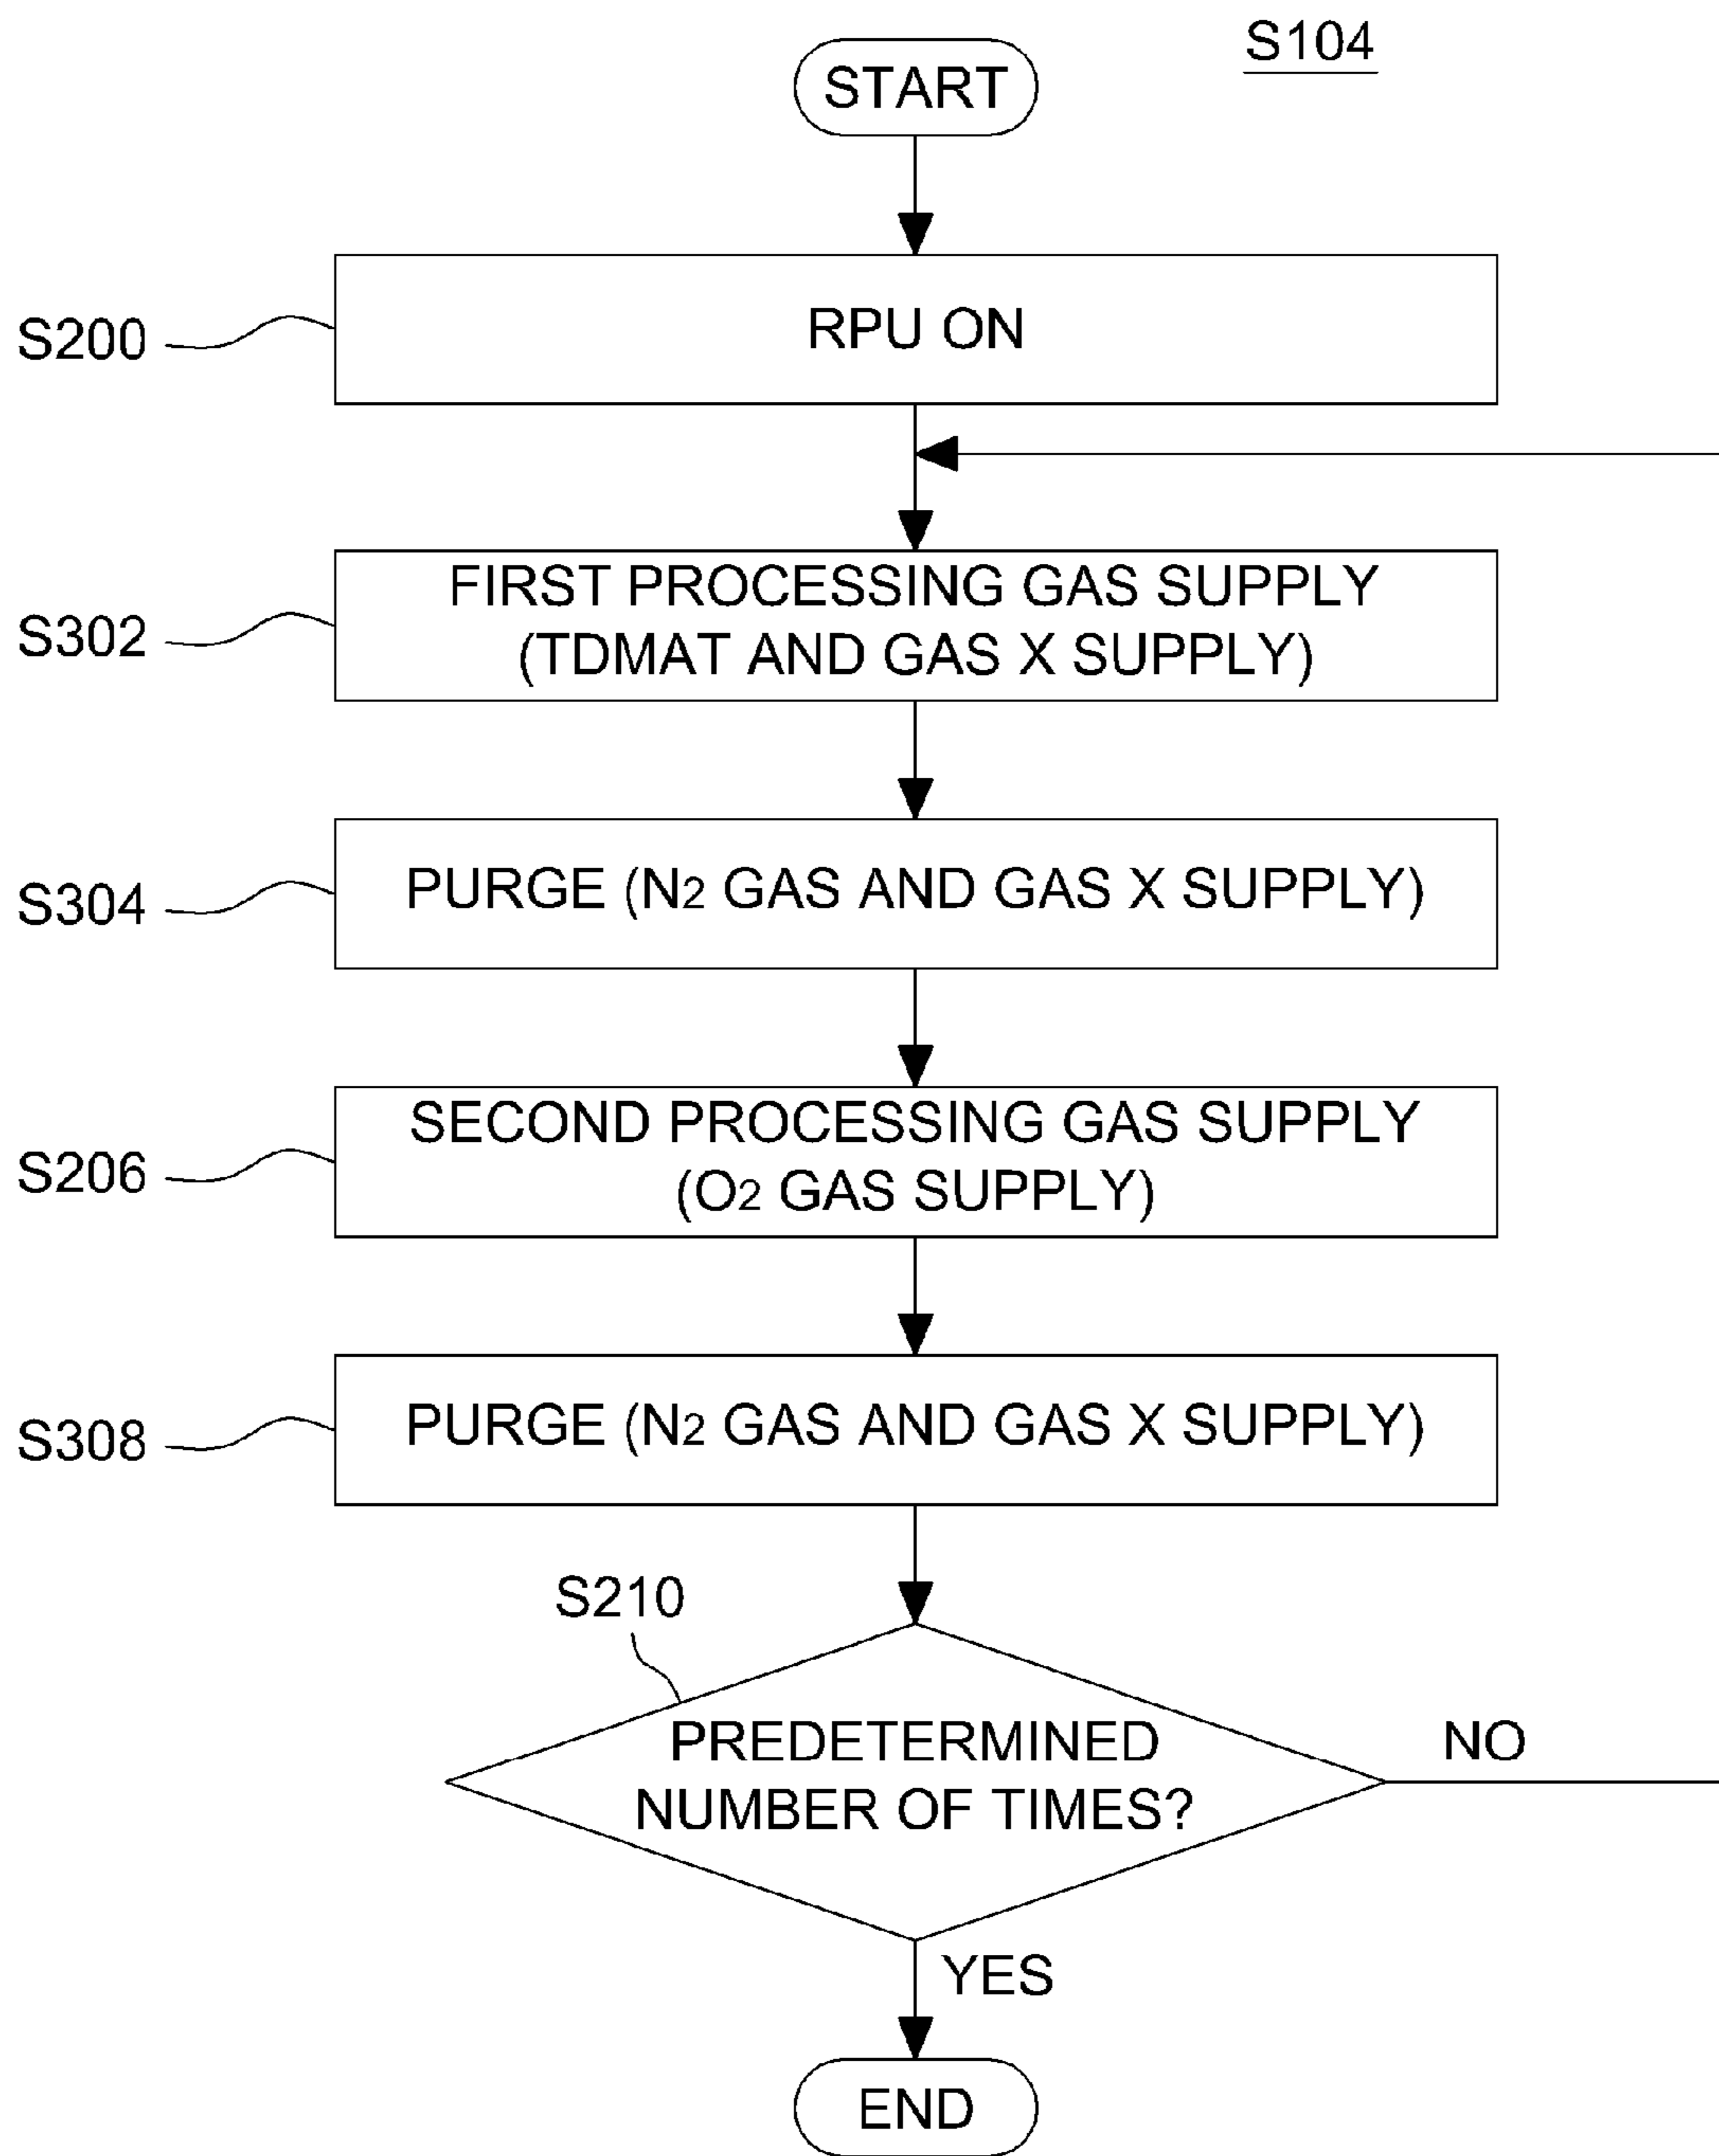 S104
START
S200
RPU ON
S302
FIRST PROCESSING GAS SUPPLY
(TDMAT AND GAS X SUPPLY)
S304
PURGE (N2 GAS AND GAS X SUPPLY)
S206
SECOND PROCESSING GAS SUPPLY
(O2 GAS SUPPLY)
S308
PURGE (N2 GAS AND GAS X SUPPLY)
S210
PREDETERMINED
NUMBER OF TIMES?
NO
YES
END